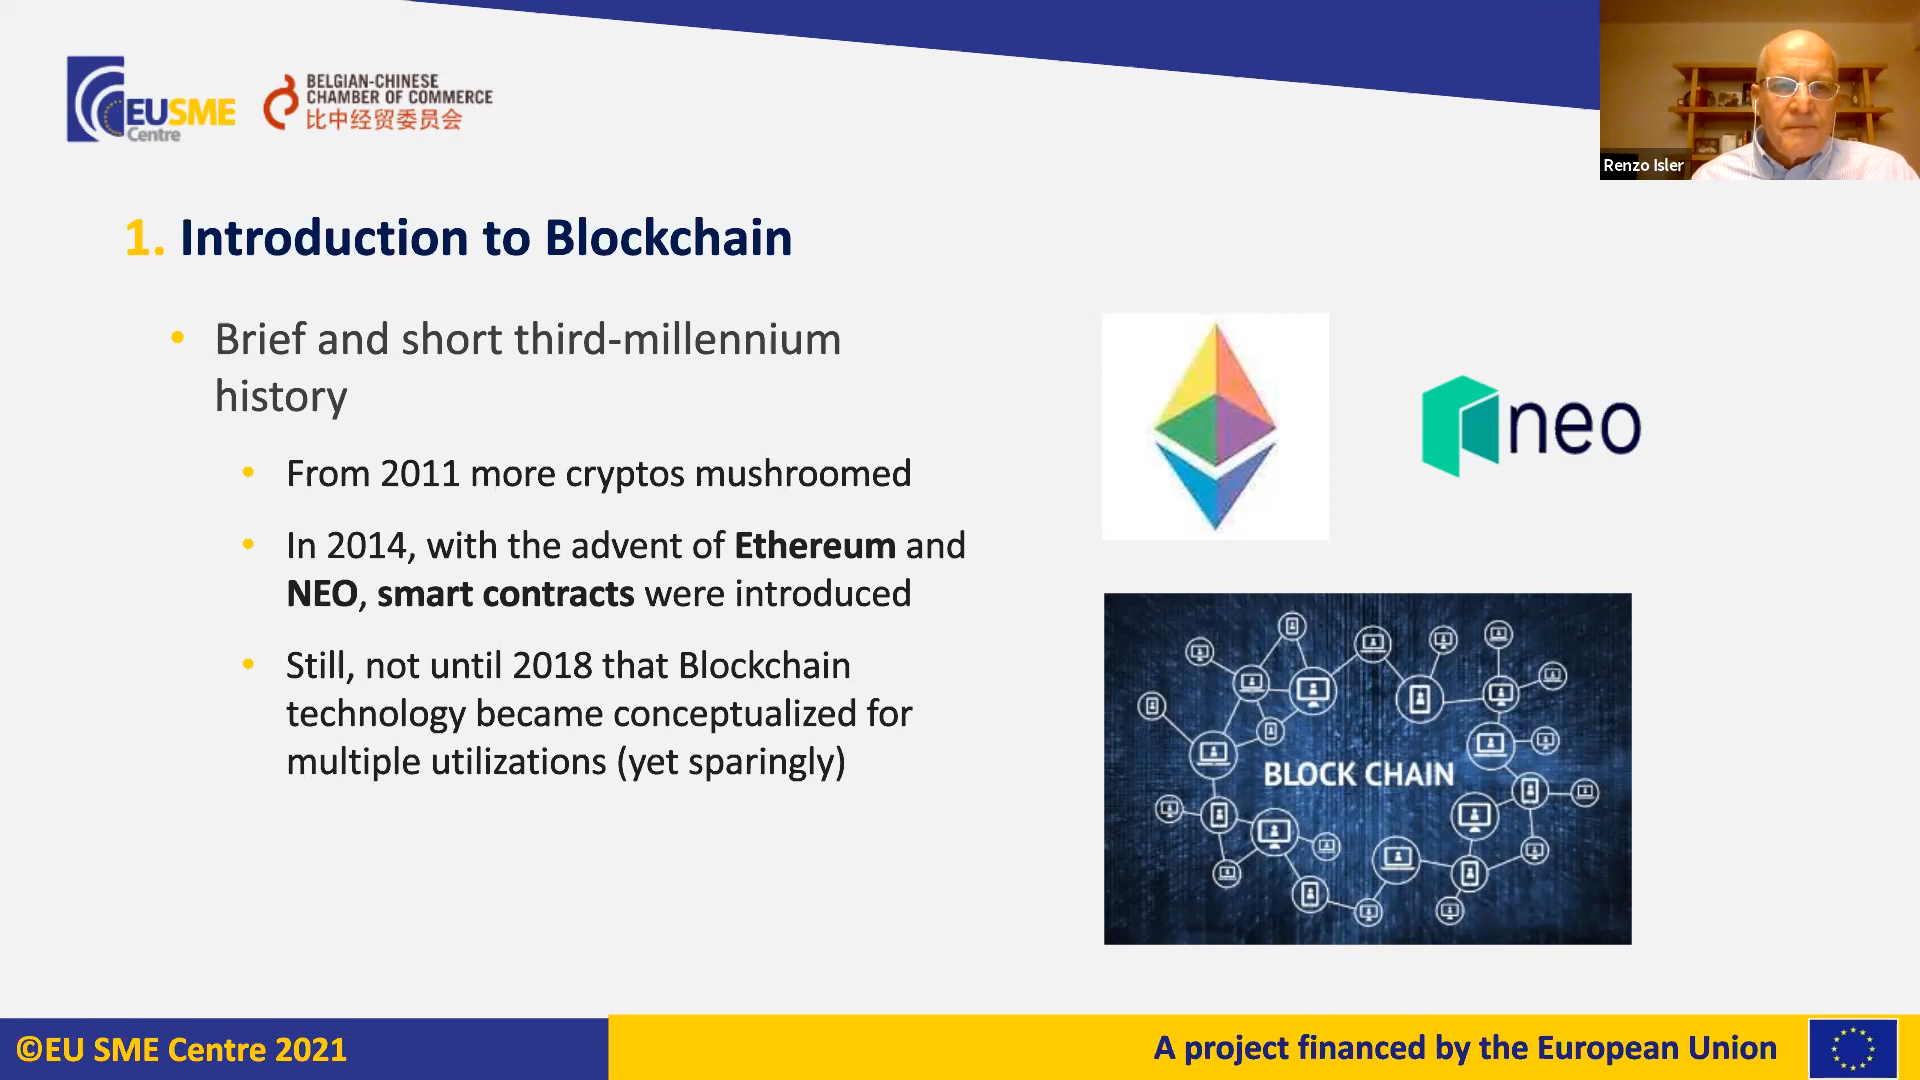 EUSME
Centre
BELGIAN-CHINESE
CHAMBER OF COMMERCE
比中经贸委员会
Renzo Isler
1. Introduction to Blockchain
• Brief and short third-millennium
history
• From 2011 more cryptos mushroomed
• In 2014, with the advent of Ethereum and
NEO, smart contracts were introduced
• Still, not until 2018 that Blockchain
technology became conceptualized for
multiple utilizations (yet sparingly)
neo
BLOCK CHAIN
©EU SME Centre 2021
A project financed by the European Union